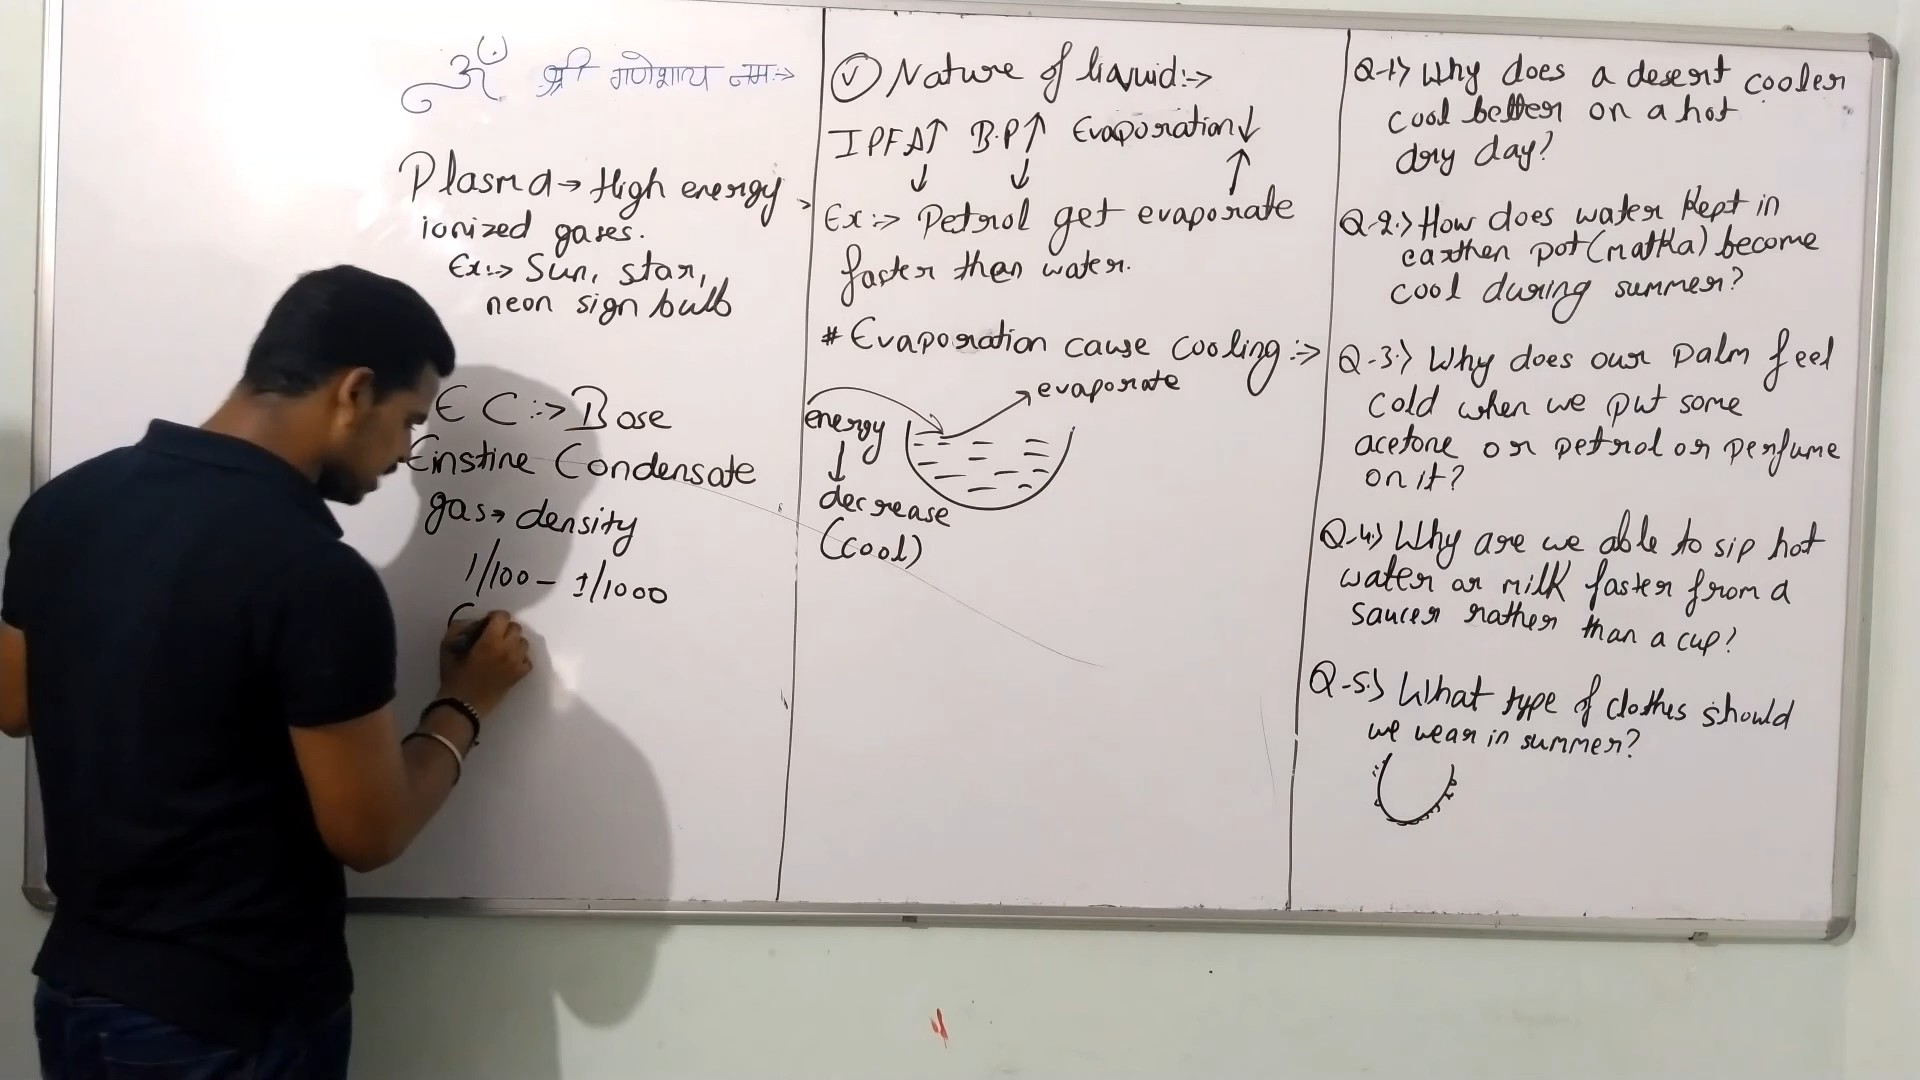 ॐ श्री गणेशाय नमः->
Plasma → High energy
ionized gases.
Ex:-> Sun, star,
neon sign bulb
EC:-> Bose
Einstine Condensate
gas → density
1/100 - 1/1000
✓ Nature of liquid:->
IPFA↑ B.P↑ Evaporation↓
↓ ↓ ↑
Ex:-> Petrol get evaporate
faster then water.
# Evaporation cause cooling:->
evaporate
energy
↓
decrease
(cool)
Q-1> Why does a desert cooler
cool better on a hot
dry day?
Q-2.> How does water kept in
earthen pot (matka) become
cool during summer?
Q-3.> Why does our palm feel
cold when we put some
acetone or petrol or perfume
on it?
Q-4.> Why are we able to sip hot
water or milk faster from a
saucer rather than a cup?
Q-5.> What type of clothes should
we wear in summer?